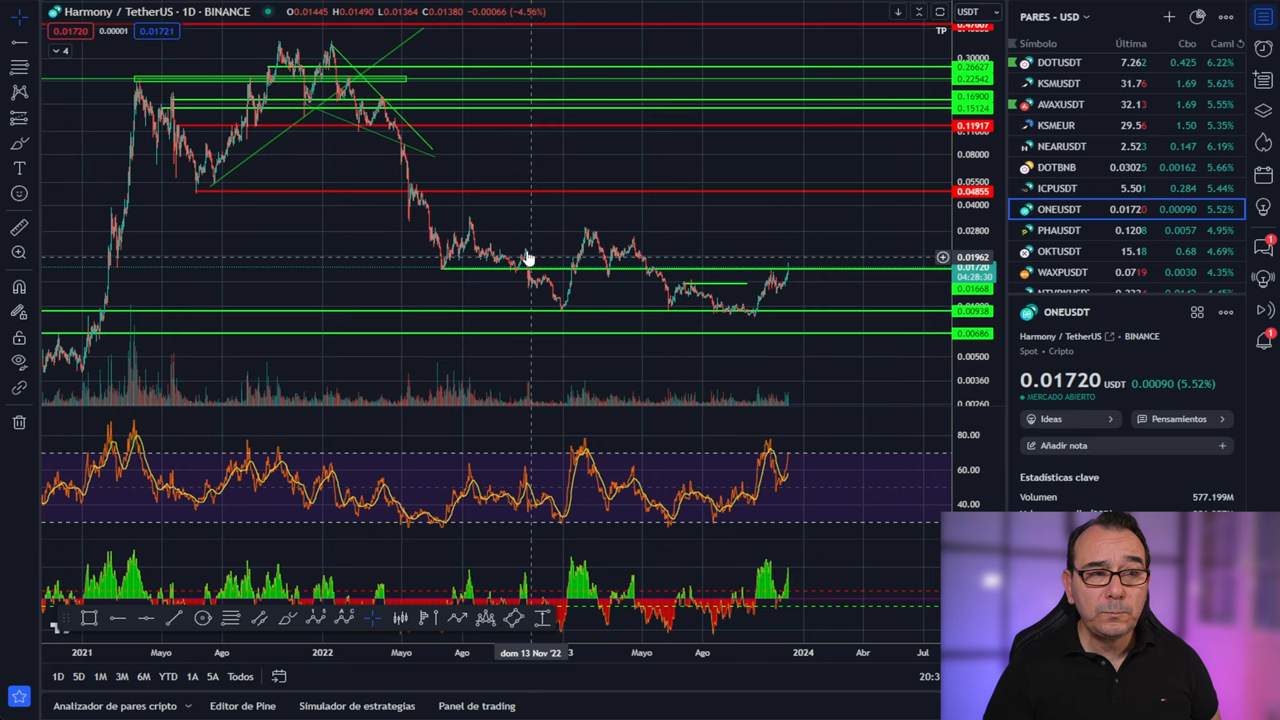 Harmony / TetherUS · 1D · BINANCE
O0.01445 H0.01490 L0.01364 C0.01380 -0.00066 (-4.56%)
USDT
0.01720 0.00001 0.01721
4
TP
0.30000
0.26627
0.22542
0.16900
0.15124
0.11917
0.08000
0.05500
0.04855
0.04000
0.02800
0.01962
0.01720
04:28:30
0.01668
0.00938
0.00686
0.00500
0.00360
0.00260
80.00
60.00
40.00
2021 Mayo Ago 2022 Mayo Ago dom 13 Nov '22 3 Mayo Ago 2024 Abr Jul
1D 5D 1M 3M 6M YTD 1A 5A Todos
20:3
Analizador de pares cripto Editor de Pine Simulador de estrategias Panel de trading
PARES - USD
Símbolo Última Cbo Caml
DOTUSDT 7.262 0.425 6.22%
KSMUSDT 31.76 1.69 5.62%
AVAXUSDT 32.13 1.69 5.55%
KSMEUR 29.56 1.50 5.35%
NEARUSDT 2.523 0.147 6.19%
DOTBNB 0.03025 0.00162 5.66%
ICPUSDT 5.501 0.284 5.44%
ONEUSDT 0.01720 0.00090 5.52%
PHAUSDT 0.1208 0.0057 4.95%
OKTUSDT 15.18 0.68 4.69%
WAXPUSDT 0.0719 0.0030 4.35%
ONEUSDT
Harmony / TetherUS · BINANCE
Spot · Cripto
0.01720 USDT 0.00090 (5.52%)
MERCADO ABIERTO
Ideas
Pensamientos
Añadir nota
Estadísticas clave
Volumen 577.199M